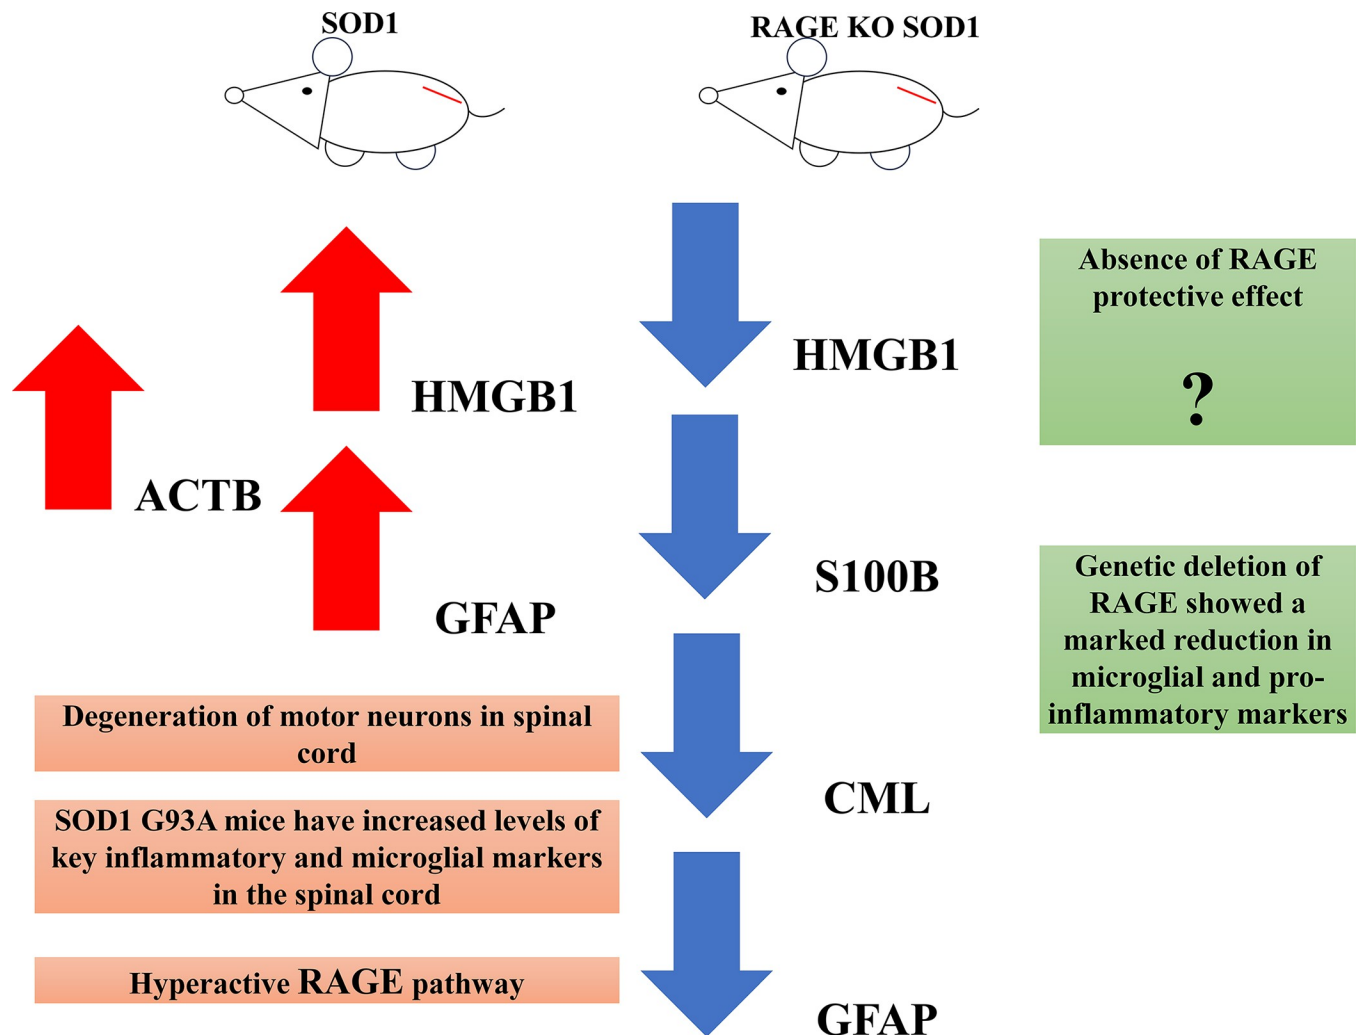 SOD1
RAGE KO SOD1
HMGB1
ACTB
GFAP
Degeneration of motor neurons in spinal
cord
SOD1 G93A mice have increased levels of
key inflammatory and microglial markers
in the spinal cord
Hyperactive RAGE pathway
HMGB1
S100B
CML
GFAP
Absence of RAGE
protective effect
?
Genetic deletion of
RAGE showed a
marked reduction in
microglial and pro-
inflammatory markers